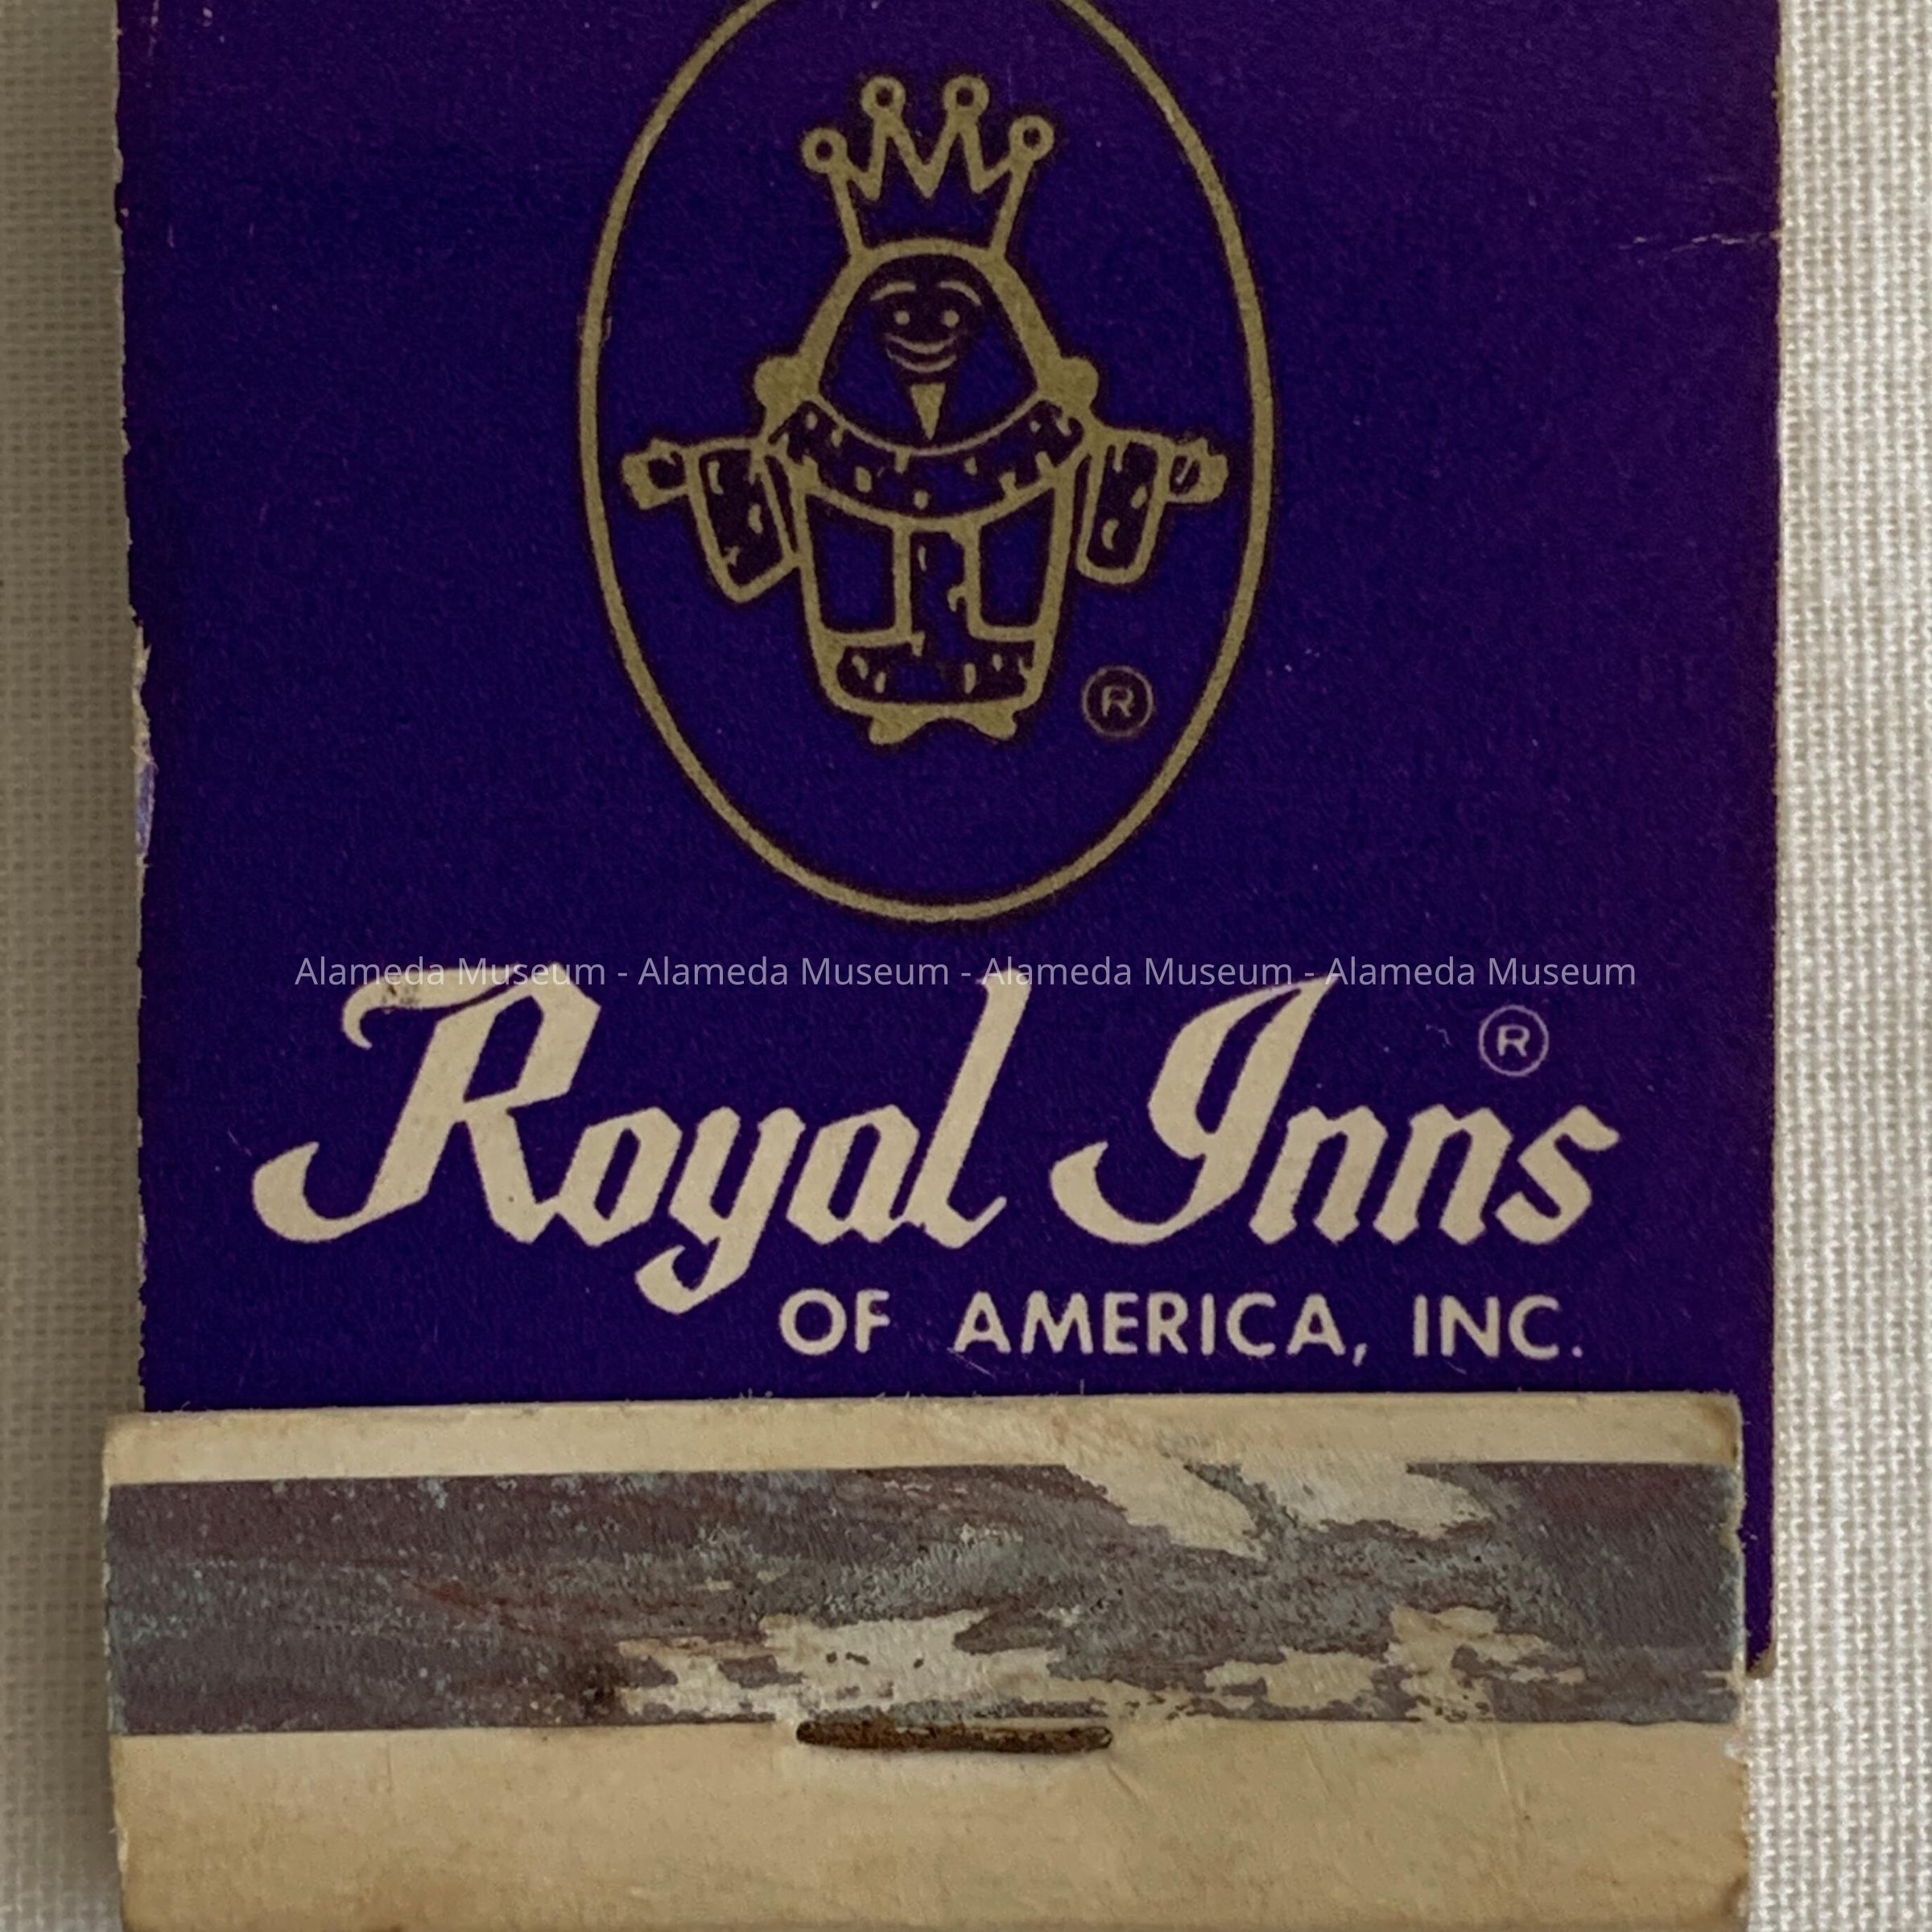 ®
Alameda Museum - Alameda Museum - Alameda Museum - Alameda Museum
Royal Inns ®
OF AMERICA, INC.